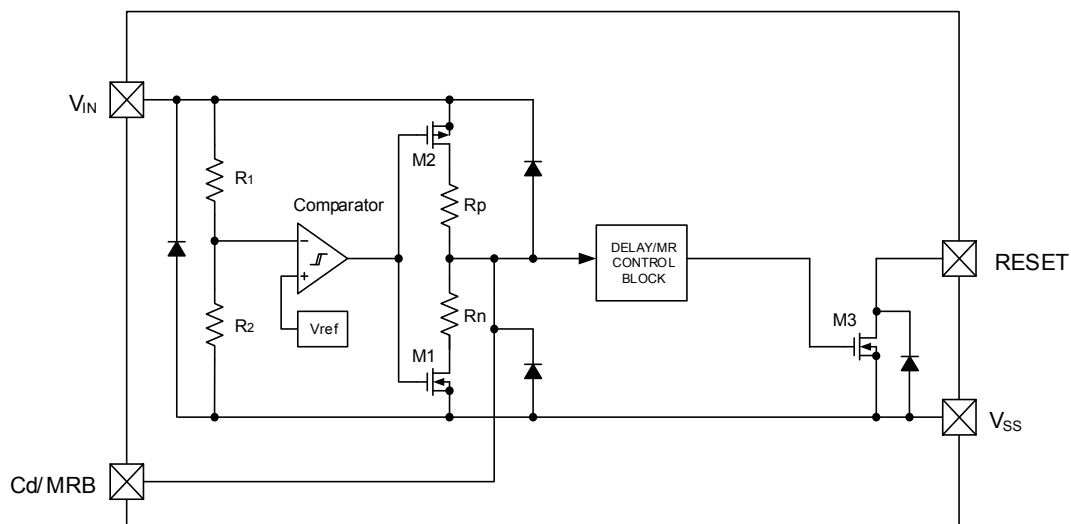 VIN
M2
R1
Comparator
Rp
DELAY/MR
CONTROL
BLOCK
RESET
−
+
R2
Vref
Rn
M1
M3
VSS
Cd/MRB